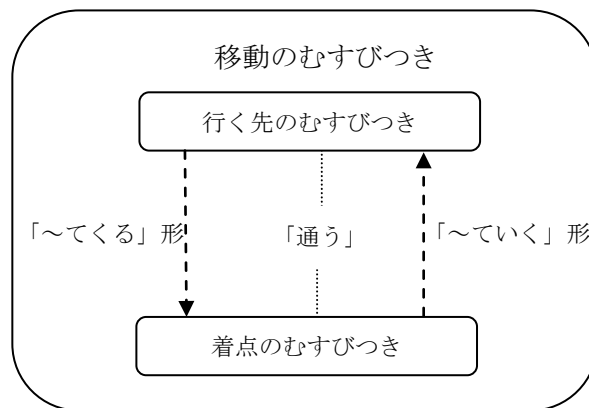 移動のむすびつき
行く先のむすびつき
「～てくる」形
「通う」
「～ていく」形
着点のむすびつき